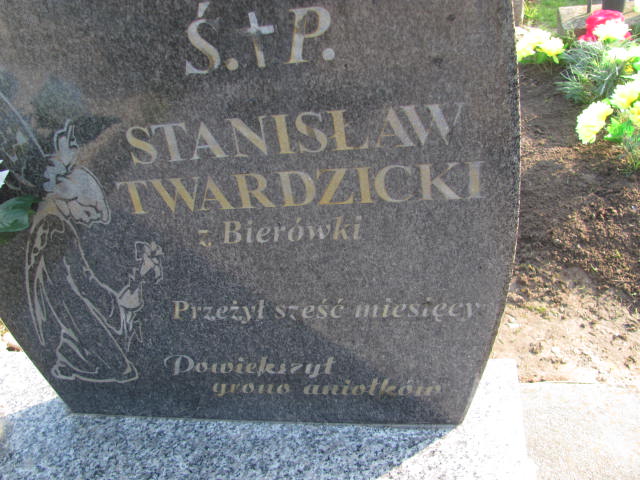 Ś.†P.
STANISŁAW
TWARDZICKI
z Bierówki
Przeżył sześć miesięcy
Powiększył
grono aniołków